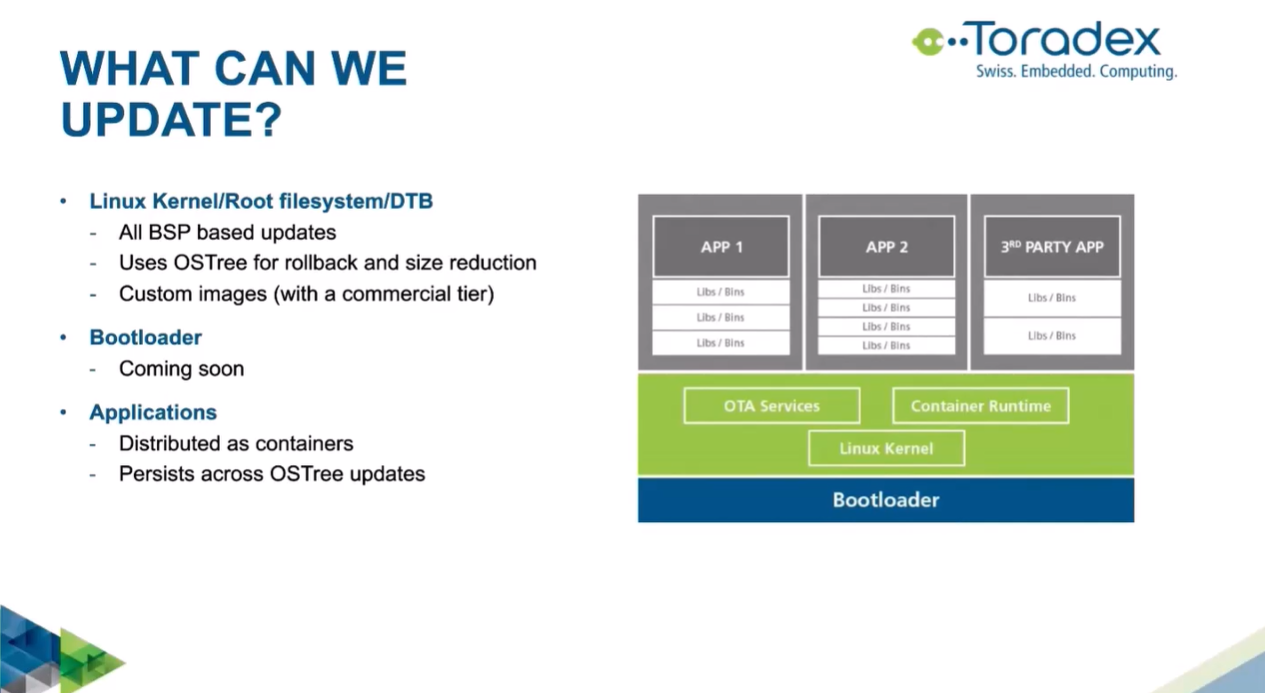 WHAT CAN WE
UPDATE?
Toradex
Swiss. Embedded. Computing.
• Linux Kernel/Root filesystem/DTB
- All BSP based updates
- Uses OSTree for rollback and size reduction
- Custom images (with a commercial tier)
• Bootloader
- Coming soon
• Applications
- Distributed as containers
- Persists across OSTree updates
APP 1
Libs / Bins
Libs / Bins
Libs / Bins
APP 2
Libs / Bins
Libs / Bins
Libs / Bins
Libs / Bins
3RD PARTY APP
Libs / Bins
Libs / Bins
OTA Services
Container Runtime
Linux Kernel
Bootloader